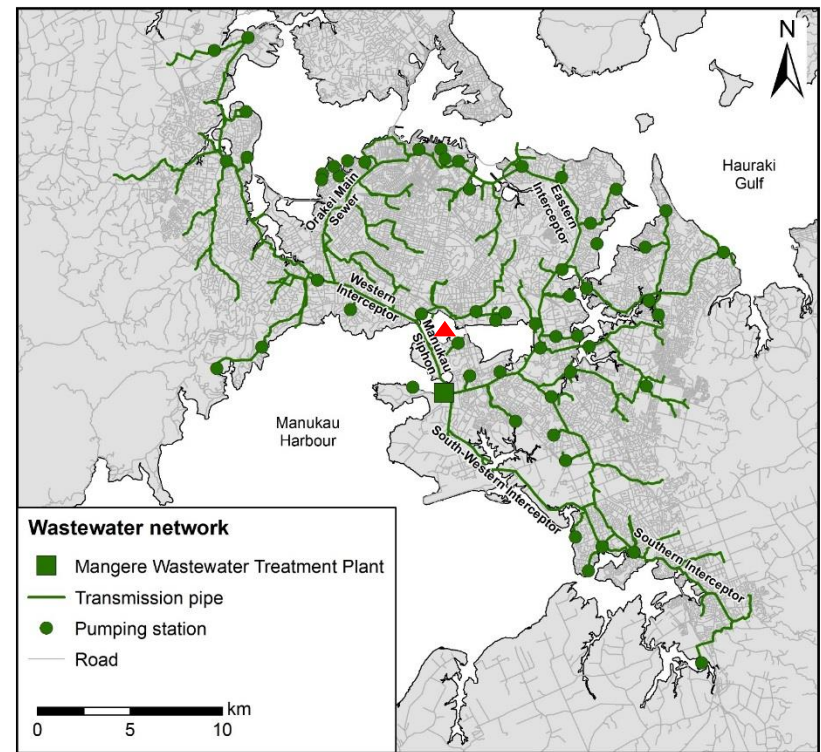 N
Hauraki
Gulf
Orakei Main
Sewer
Eastern
Interceptor
Western
Interceptor
Manukau
Siphon
Manukau
Harbour
South-Western Interceptor
Southern Interceptor
Wastewater network
Mangere Wastewater Treatment Plant
Transmission pipe
Pumping station
Road
km
0 5 10